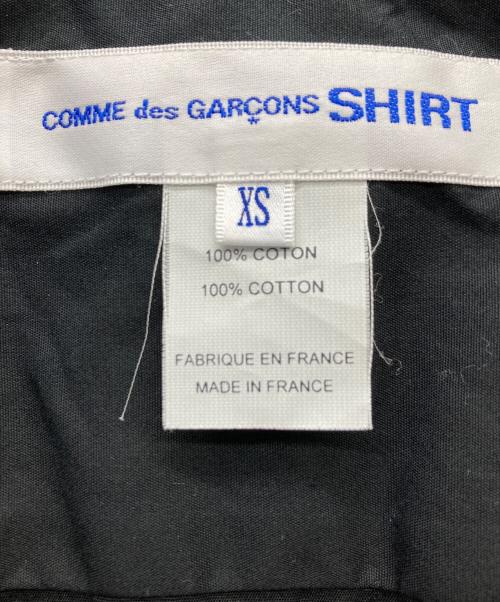 COMME des GARÇONS SHIRT
XS
100% COTON
100% COTTON
FABRIQUE EN FRANCE
MADE IN FRANCE